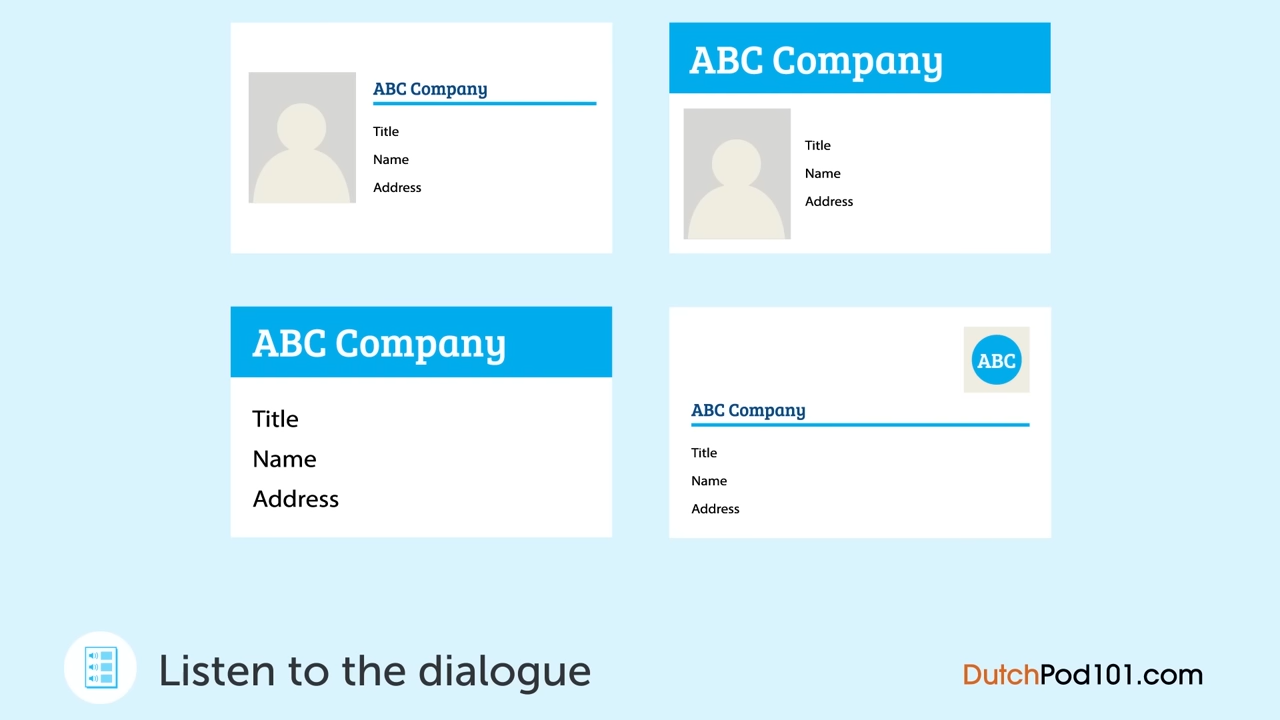 ABC Company
Title
Name
Address
ABC Company
Title
Name
Address
ABC Company
Title
Name
Address
ABC
ABC Company
Title
Name
Address
Listen to the dialogue
DutchPod101.com